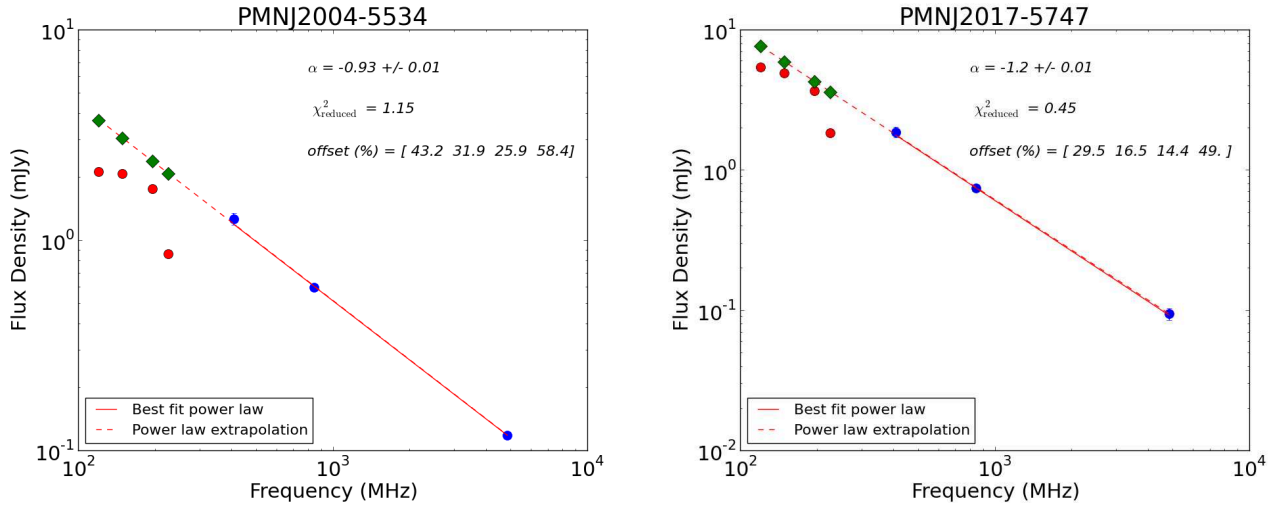 PMNJ2004-5534
10¹
α = -0.93 +/- 0.01
χ²reduced = 1.15
offset (%) = [ 43.2 31.9 25.9 58.4]
10⁰
Flux Density (mJy)
Best fit power law
Power law extrapolation
10⁻¹
10² 10³ 10⁴
Frequency (MHz)
PMNJ2017-5747
10¹
α = -1.2 +/- 0.01
χ²reduced = 0.45
offset (%) = [ 29.5 16.5 14.4 49. ]
10⁰
Flux Density (mJy)
10⁻¹
Best fit power law
Power law extrapolation
10⁻²
10² 10³ 10⁴
Frequency (MHz)